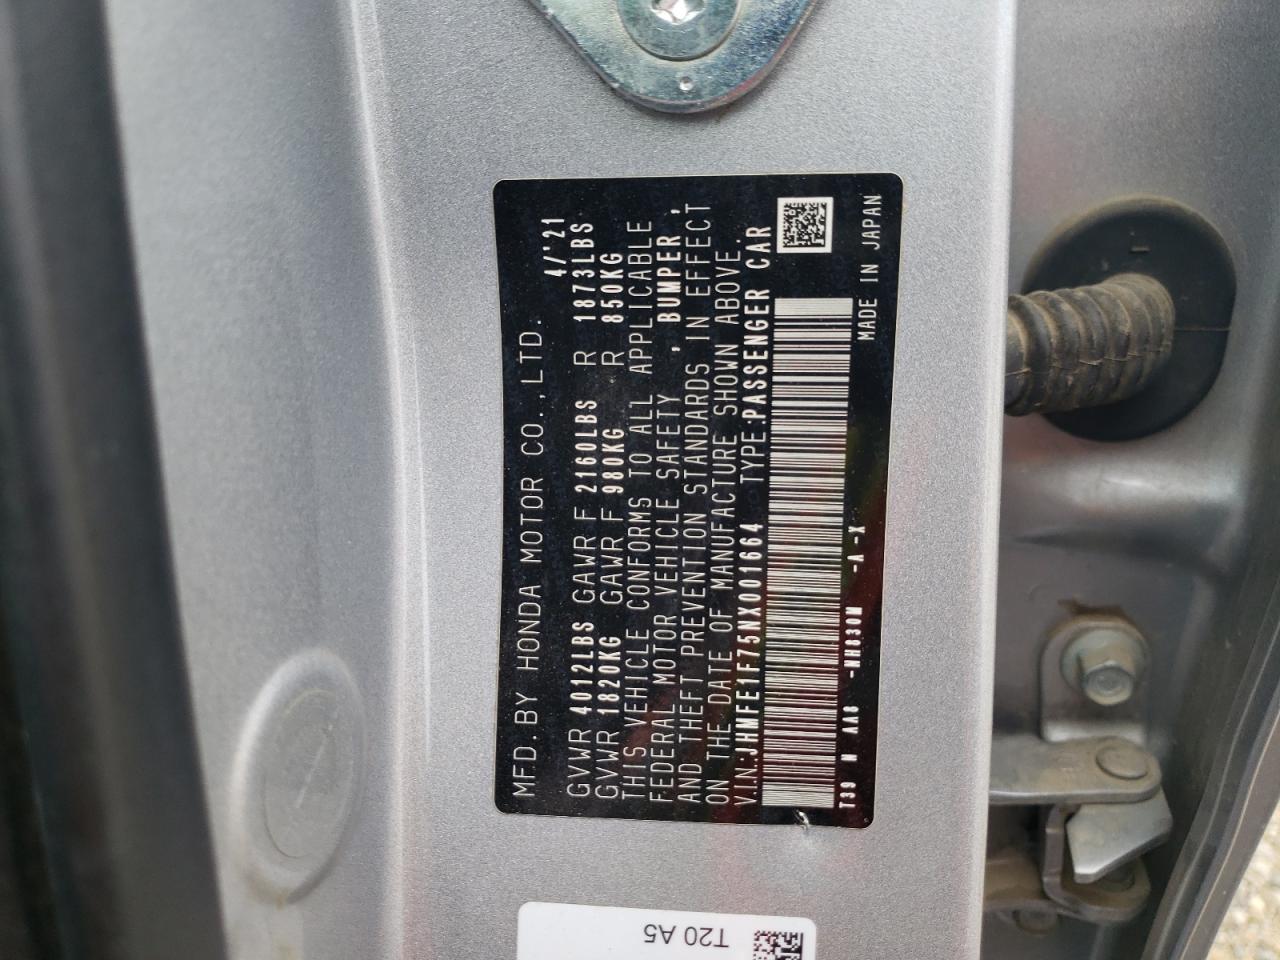 MFD. BY HONDA MOTOR CO., LTD. 4/'21
GVWR 4012LBS GAWR F 2160LBS R 1873LBS
GVWR 1820KG GAWR F 980KG R 850KG
THIS VEHICLE CONFORMS TO ALL APPLICABLE
FEDERAL MOTOR VEHICLE SAFETY , BUMPER,
AND THEFT PREVENTION STANDARDS IN EFFECT
ON THE DATE OF MANUFACTURE SHOWN ABOVE.
V.I.N:JHMFE1F75NX001664 TYPE:PASSENGER CAR
T39 N AA8 -NH830M -A -X MADE IN JAPAN
T20 A5